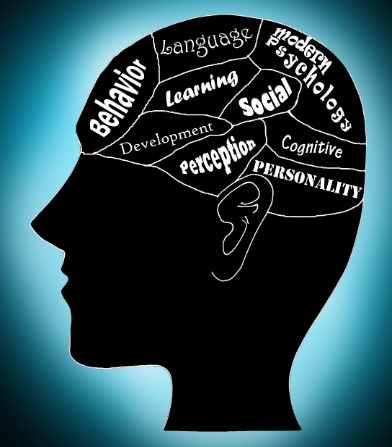 Behavior
Language
modern
psychology
Learning
Social
Development
Perception
Cognitive
PERSONALITY